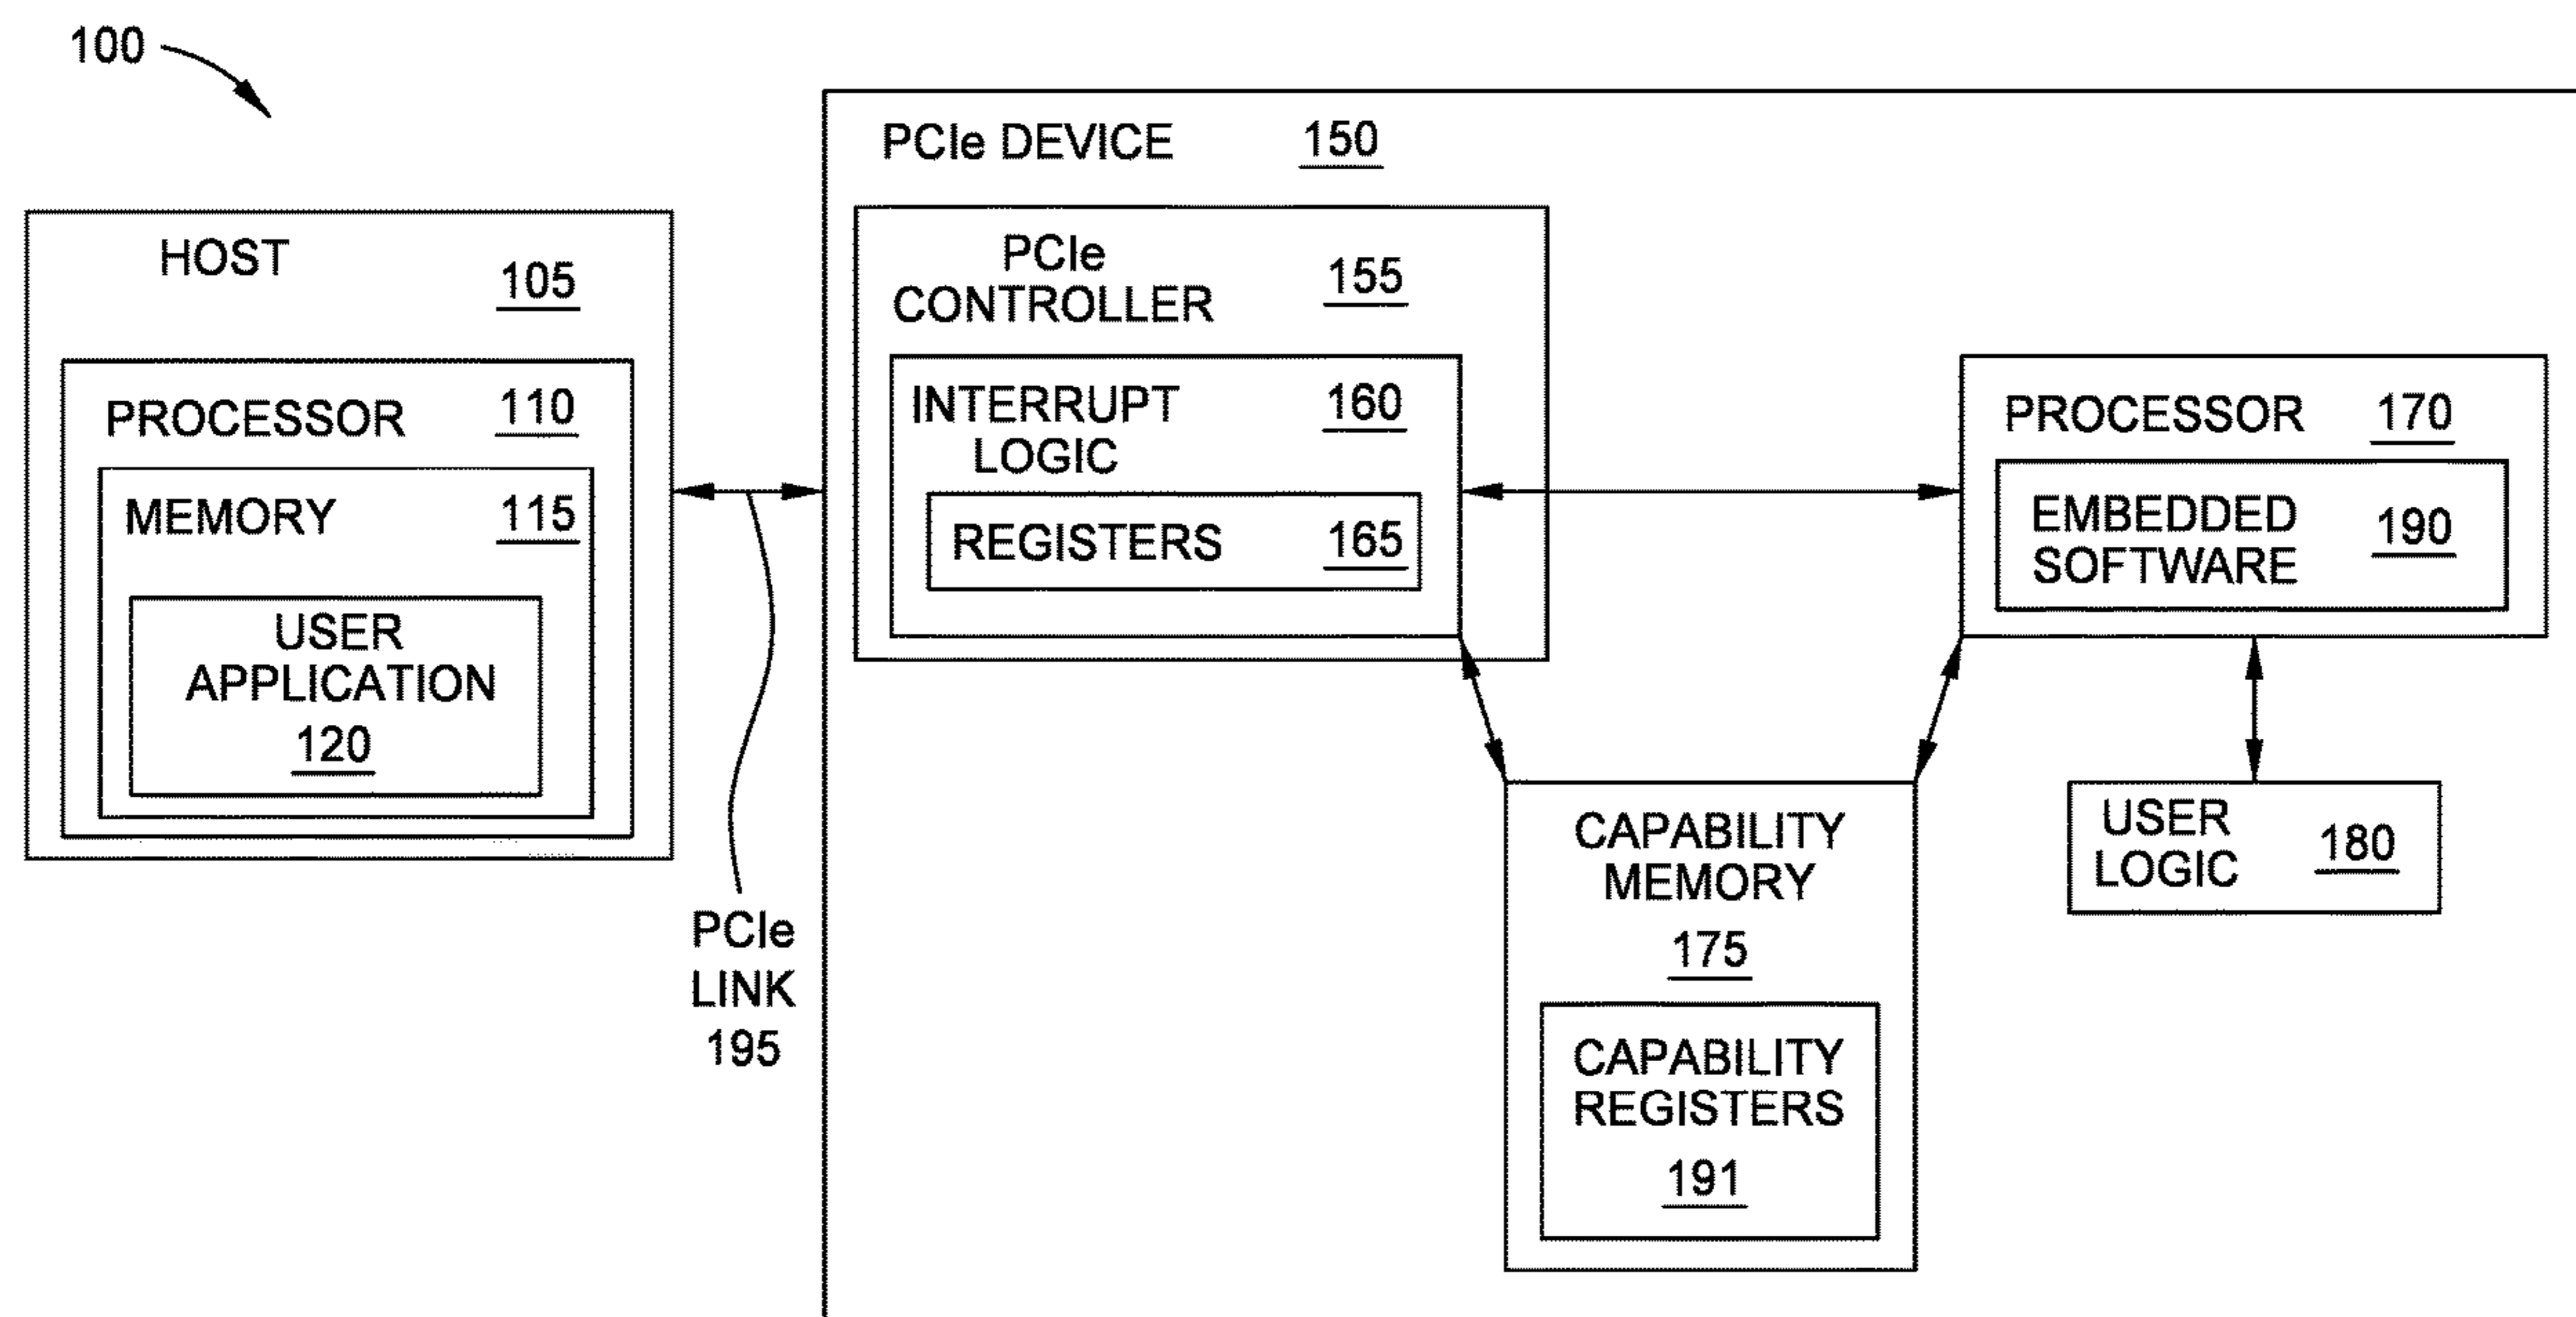 100
PCIe DEVICE 150
HOST
105
PCIe
CONTROLLER 155
PROCESSOR 110
INTERRUPT
LOGIC 160
PROCESSOR 170
MEMORY 115
REGISTERS 165
EMBEDDED
SOFTWARE 190
USER
APPLICATION
120
PCIe
LINK
195
CAPABILITY
MEMORY
175
USER
LOGIC 180
CAPABILITY
REGISTERS
191